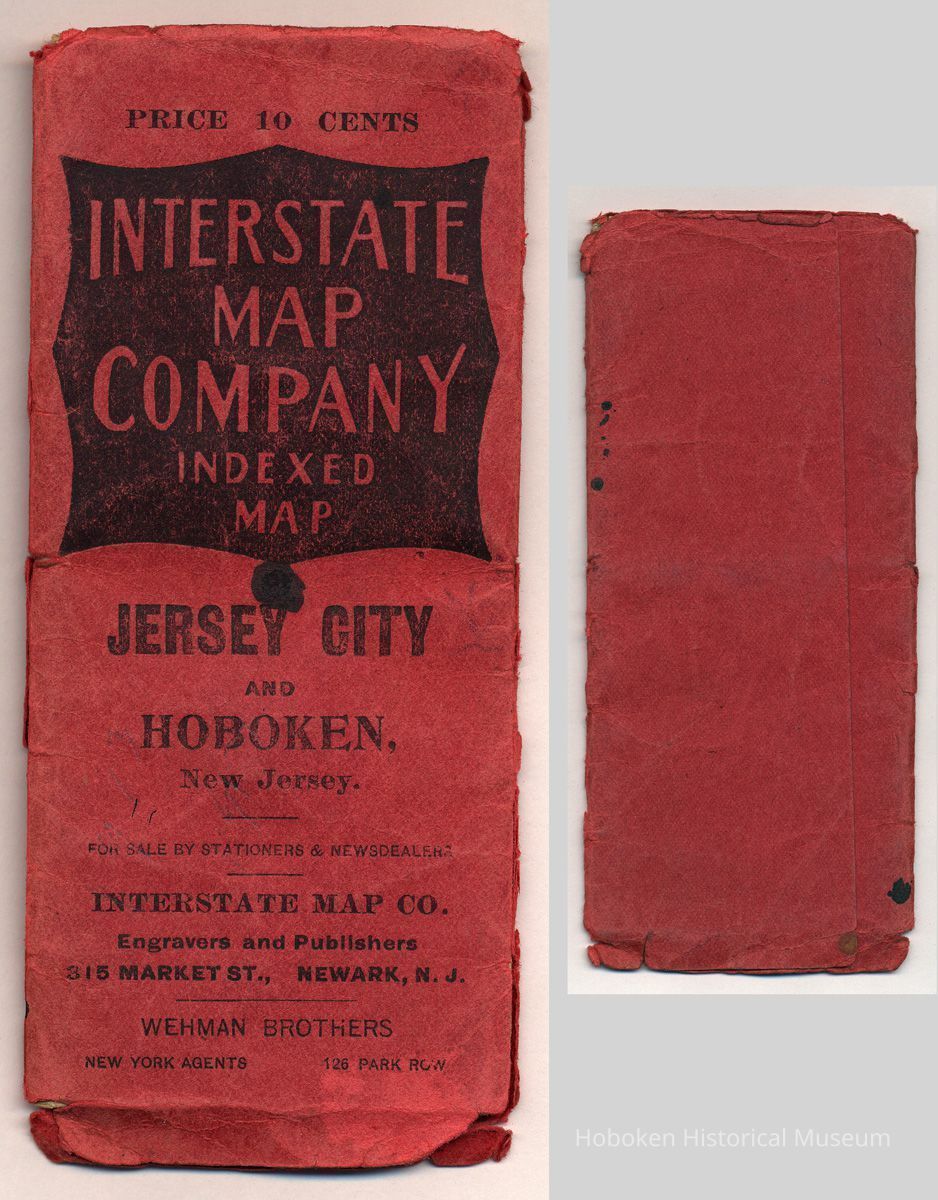 PRICE 10 CENTS
INTERSTATE
MAP
COMPANY
INDEXED
MAP
JERSEY CITY
AND
HOBOKEN,
New Jersey.
FOR SALE BY STATIONERS & NEWSDEALERS
INTERSTATE MAP CO.
Engravers and Publishers
315 MARKET ST., NEWARK, N. J.
WEHMAN BROTHERS
NEW YORK AGENTS 126 PARK ROW
Hoboken Historical Museum